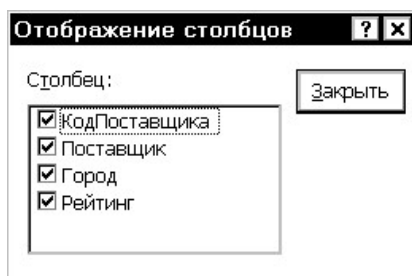 Отображение столбцов
Столбец:
Закрыть
КодПоставщика
Поставщик
Город
Рейтинг